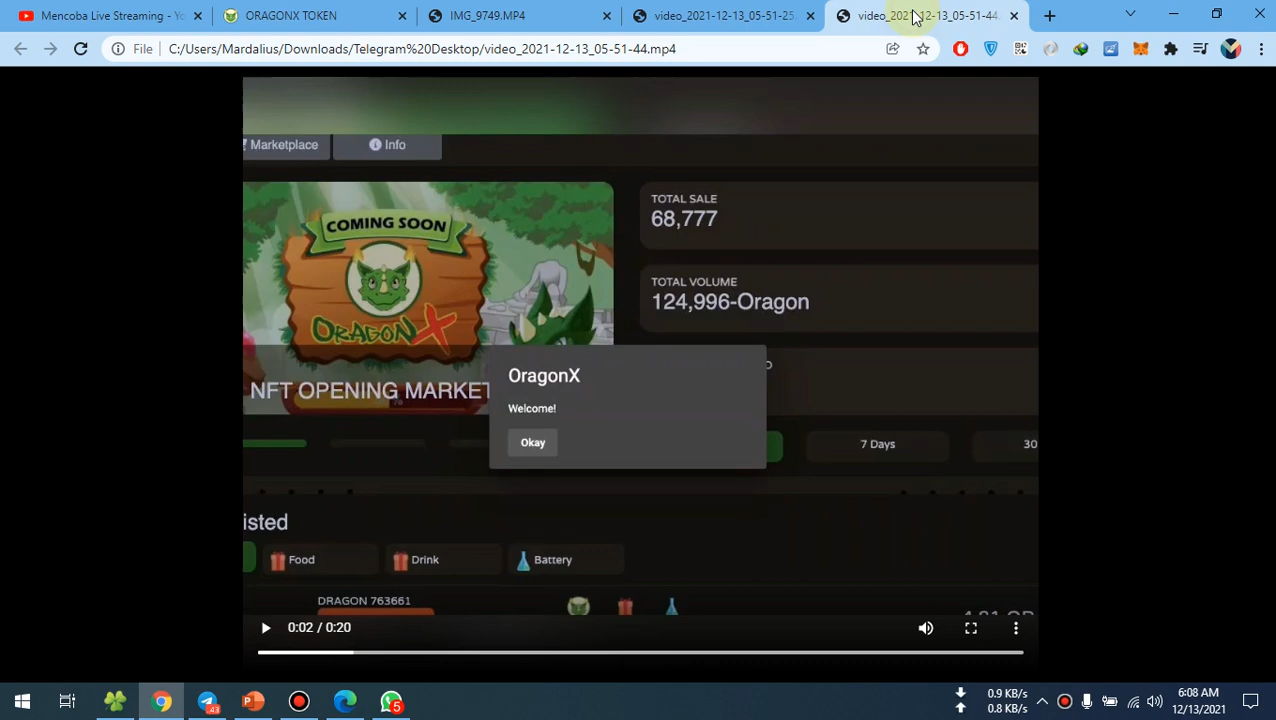 Mencoba Live Streaming - Yo
ORAGONX TOKEN
IMG_9749.MP4
video_2021-12-13_05-51-25.
video_2021-12-13_05-51-44.
File
C:/Users/Mardalius/Downloads/Telegram%20Desktop/video_2021-12-13_05-51-44.mp4
Marketplace
Info
COMING SOON
ORAGONX
NFT OPENING MARKET
TOTAL SALE
68,777
TOTAL VOLUME
124,996-Oragon
OragonX
Welcome!
Okay
7 Days
30
isted
Food
Drink
Battery
DRAGON 763661
0:02 / 0:20
43
5
0.9 KB/s
0.8 KB/s
6:08 AM
12/13/2021